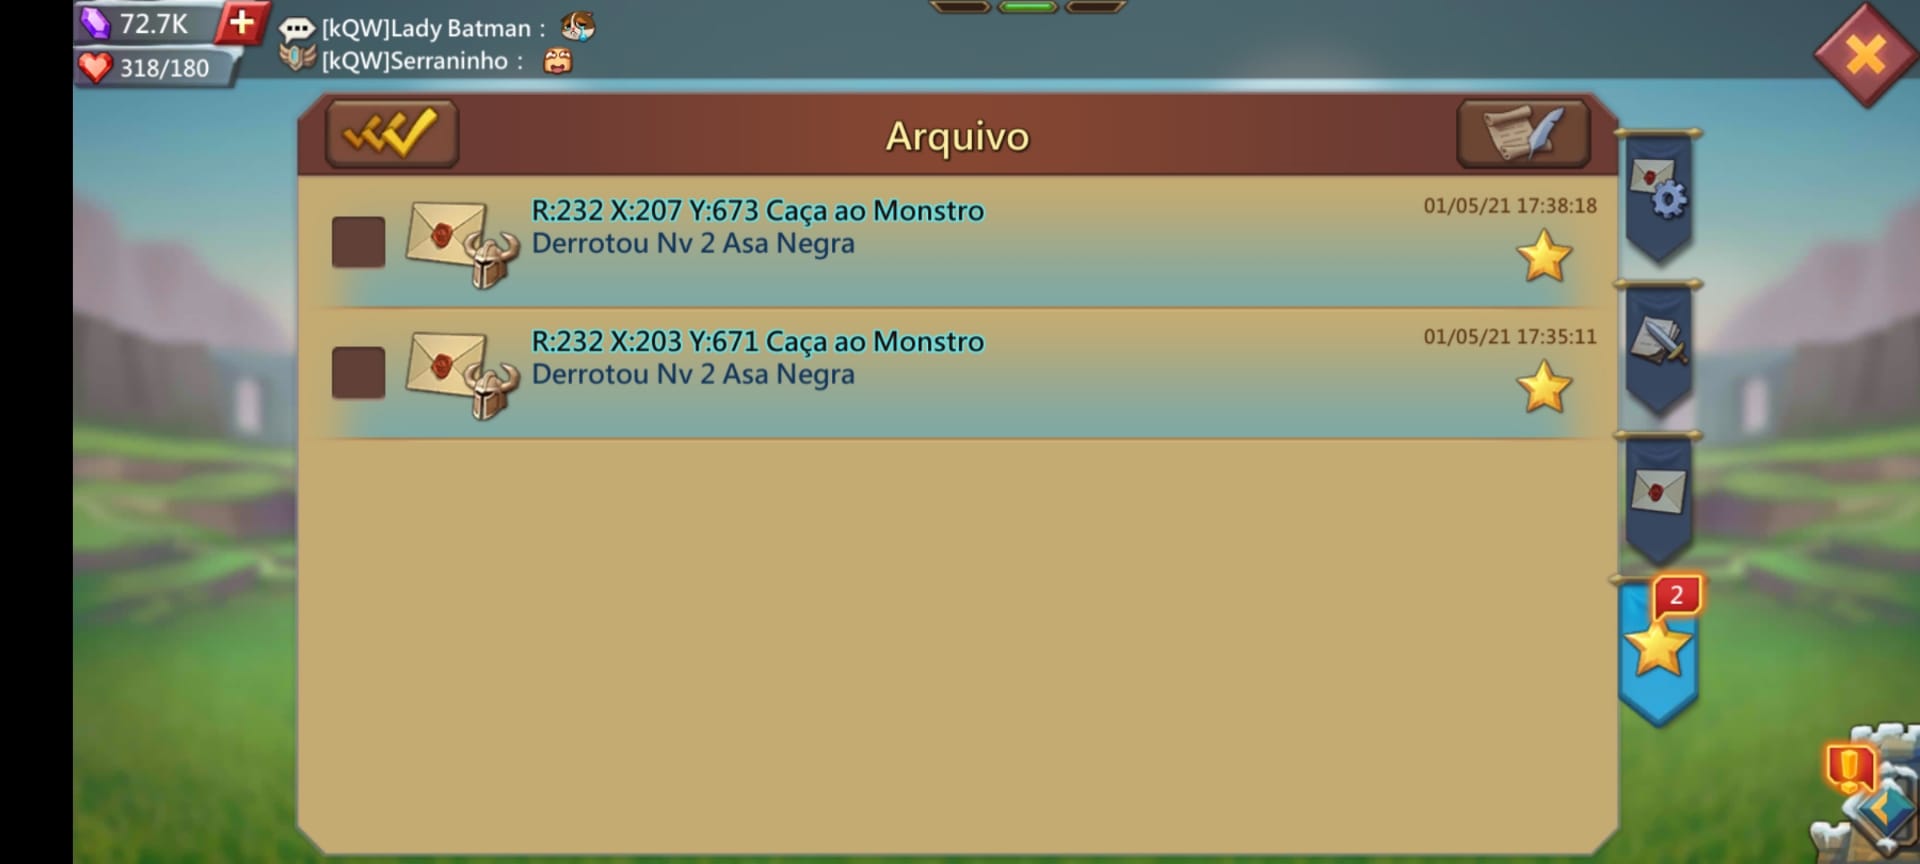 72.7K
318/180
[kQW]Lady Batman :
[kQW]Serraninho :
Arquivo
R:232 X:207 Y:673 Caça ao Monstro
01/05/21 17:38:18
Derrotou Nv 2 Asa Negra
R:232 X:203 Y:671 Caça ao Monstro
01/05/21 17:35:11
Derrotou Nv 2 Asa Negra
2